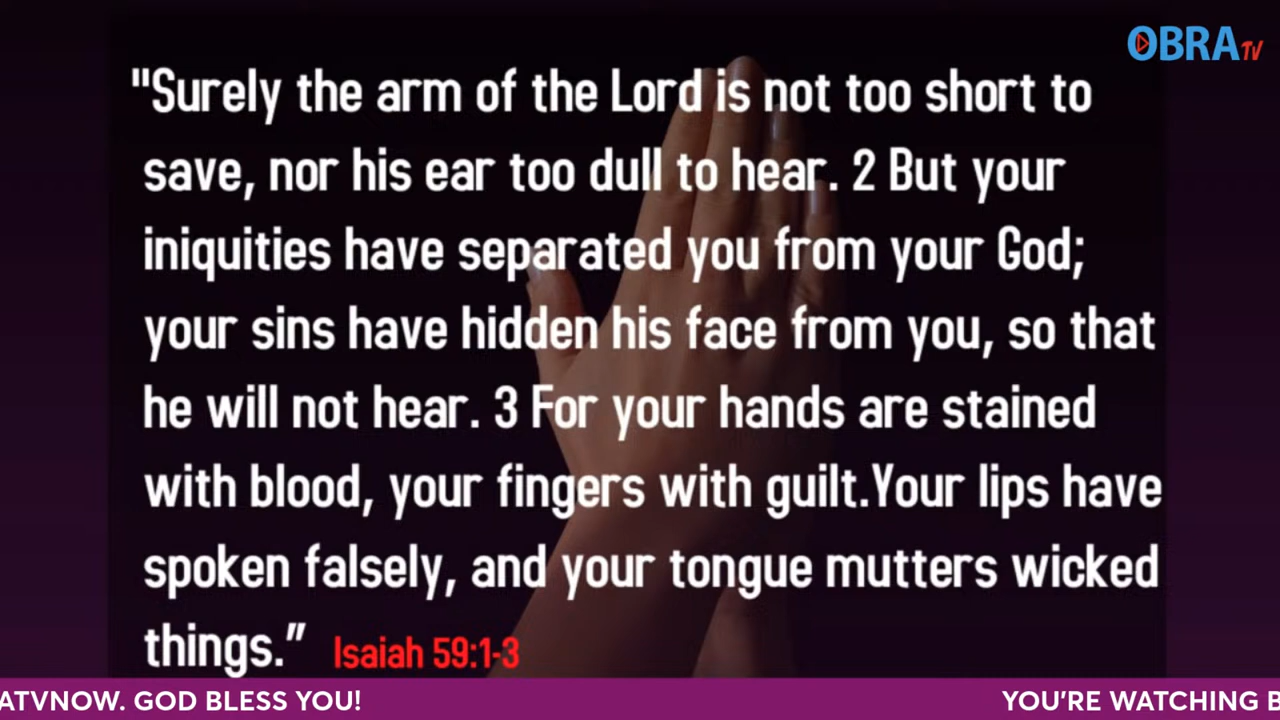 OBRA TV
"Surely the arm of the Lord is not too short to
save, nor his ear too dull to hear. 2 But your
iniquities have separated you from your God;
your sins have hidden his face from you, so that
he will not hear. 3 For your hands are stained
with blood, your fingers with guilt.Your lips have
spoken falsely, and your tongue mutters wicked
things.” Isaiah 59:1-3
ATVNOW. GOD BLESS YOU! YOU'RE WATCHING B